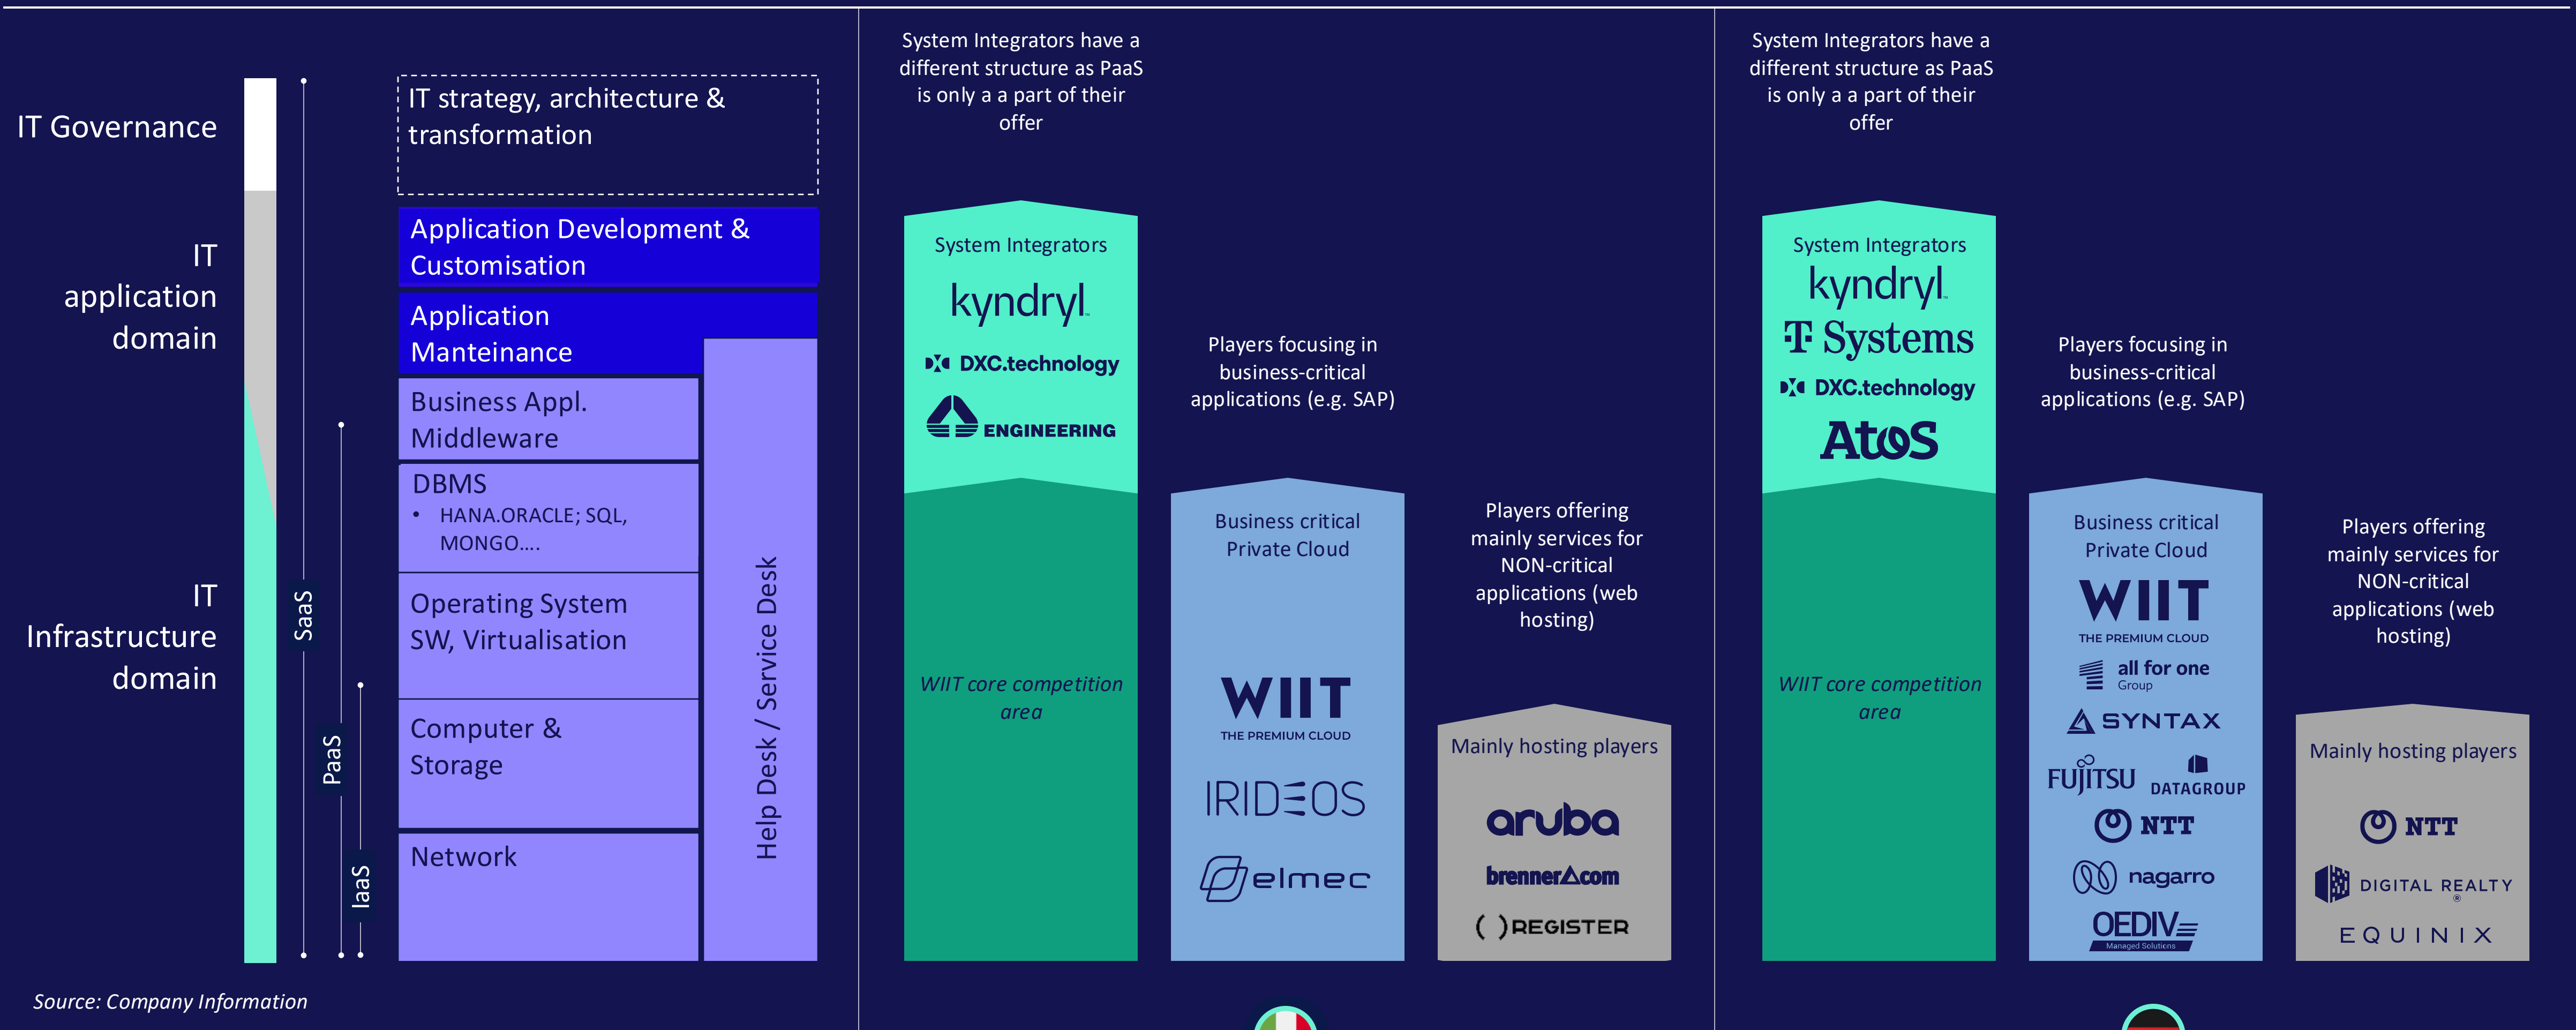 IT Governance
IT
application
domain
IT
Infrastructure
domain
SaaS
PaaS
IaaS
IT strategy, architecture &
transformation
Application Development &
Customisation
Application
Manteinance
Business Appl.
Middleware
DBMS
• HANA.ORACLE; SQL,
MONGO....
Operating System
SW, Virtualisation
Computer &
Storage
Network
Help Desk / Service Desk
Source: Company Information
System Integrators have a
different structure as PaaS
is only a a part of their
offer
System Integrators
kyndryl™
DXC.technology
ENGINEERING
WIIT core competition
area
Players focusing in
business-critical
applications (e.g. SAP)
Business critical
Private Cloud
WIIT
THE PREMIUM CLOUD
IRIDEOS
elmec
Players offering
mainly services for
NON-critical
applications (web
hosting)
Mainly hosting players
aruba
brennercom
REGISTER
System Integrators have a
different structure as PaaS
is only a a part of their
offer
System Integrators
kyndryl™
T Systems
DXC.technology
Atos
WIIT core competition
area
Players focusing in
business-critical
applications (e.g. SAP)
Business critical
Private Cloud
WIIT
THE PREMIUM CLOUD
all for one
Group
SYNTAX
FUJITSU
DATAGROUP
NTT
nagarro
OEDIV
Managed Solutions
Players offering
mainly services for
NON-critical
applications (web
hosting)
Mainly hosting players
NTT
DIGITAL REALTY
®
EQUINIX